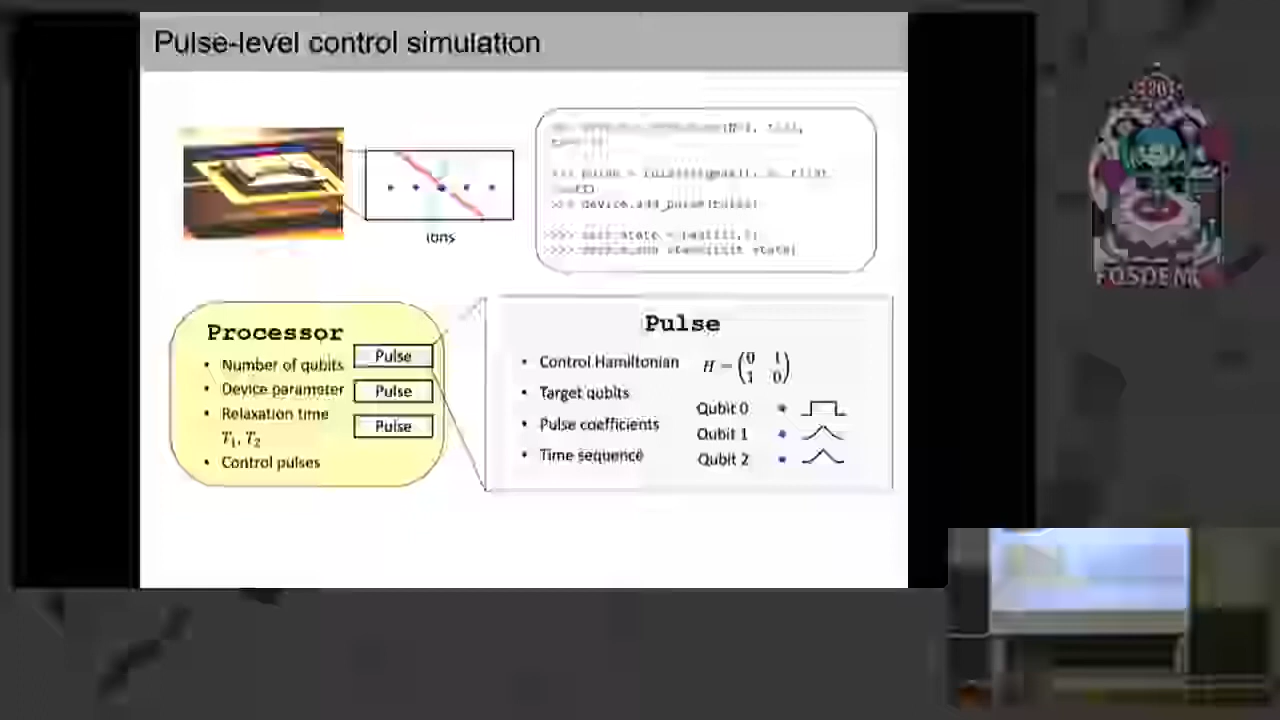 Pulse-level control simulation
ions
>>> device.add_pulse(pulse)
Processor
• Number of qubits
• Device parameter
• Relaxation time
T₁, T₂
• Control pulses
Pulse
Pulse
Pulse
Pulse
• Control Hamiltonian H = (0 1
1 0)
• Target qubits
• Pulse coefficients
• Time sequence
Qubit 0
Qubit 1
Qubit 2
FOSDEM